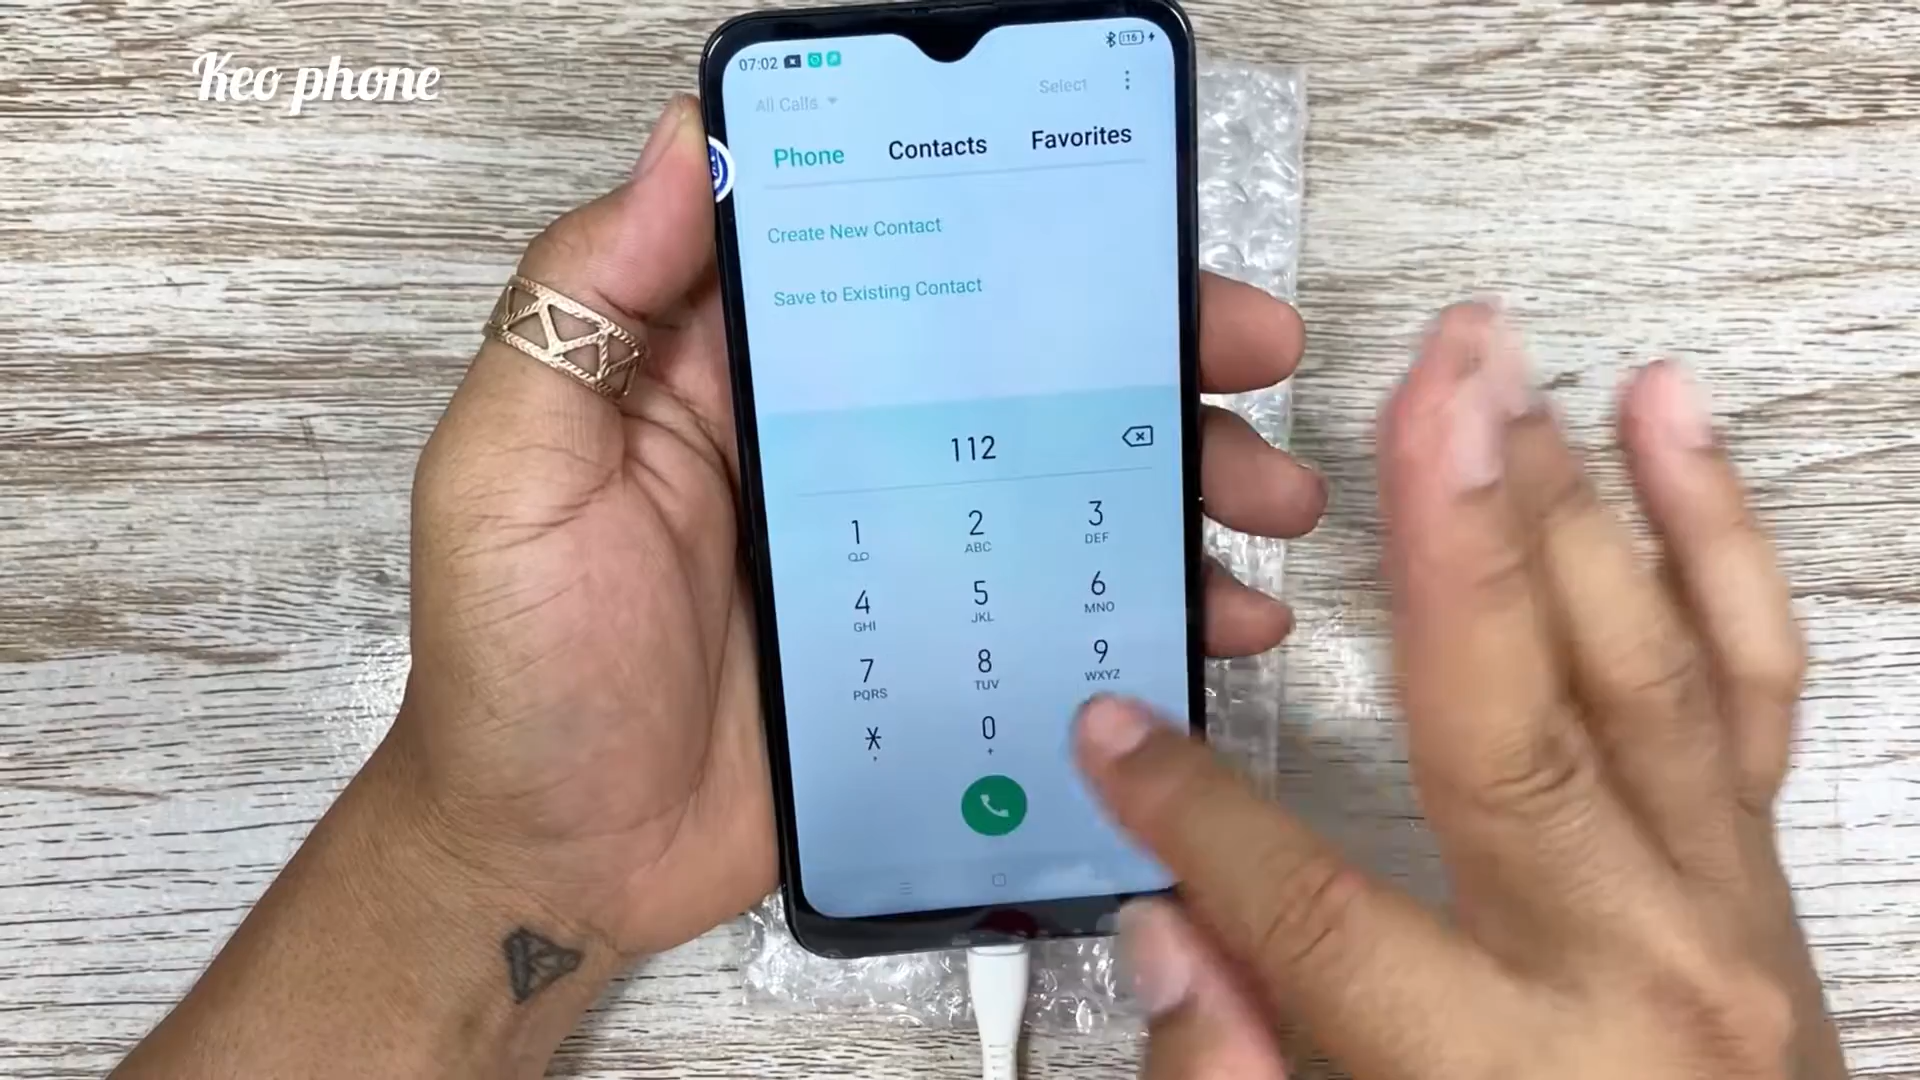 Keo phone
07:02
16
All Calls
Select
Phone Contacts Favorites
Create New Contact
Save to Existing Contact
112
1 2 3
ABC DEF
4 5 6
GHI JKL MNO
7 8 9
PQRS TUV WXYZ
* 0
, +